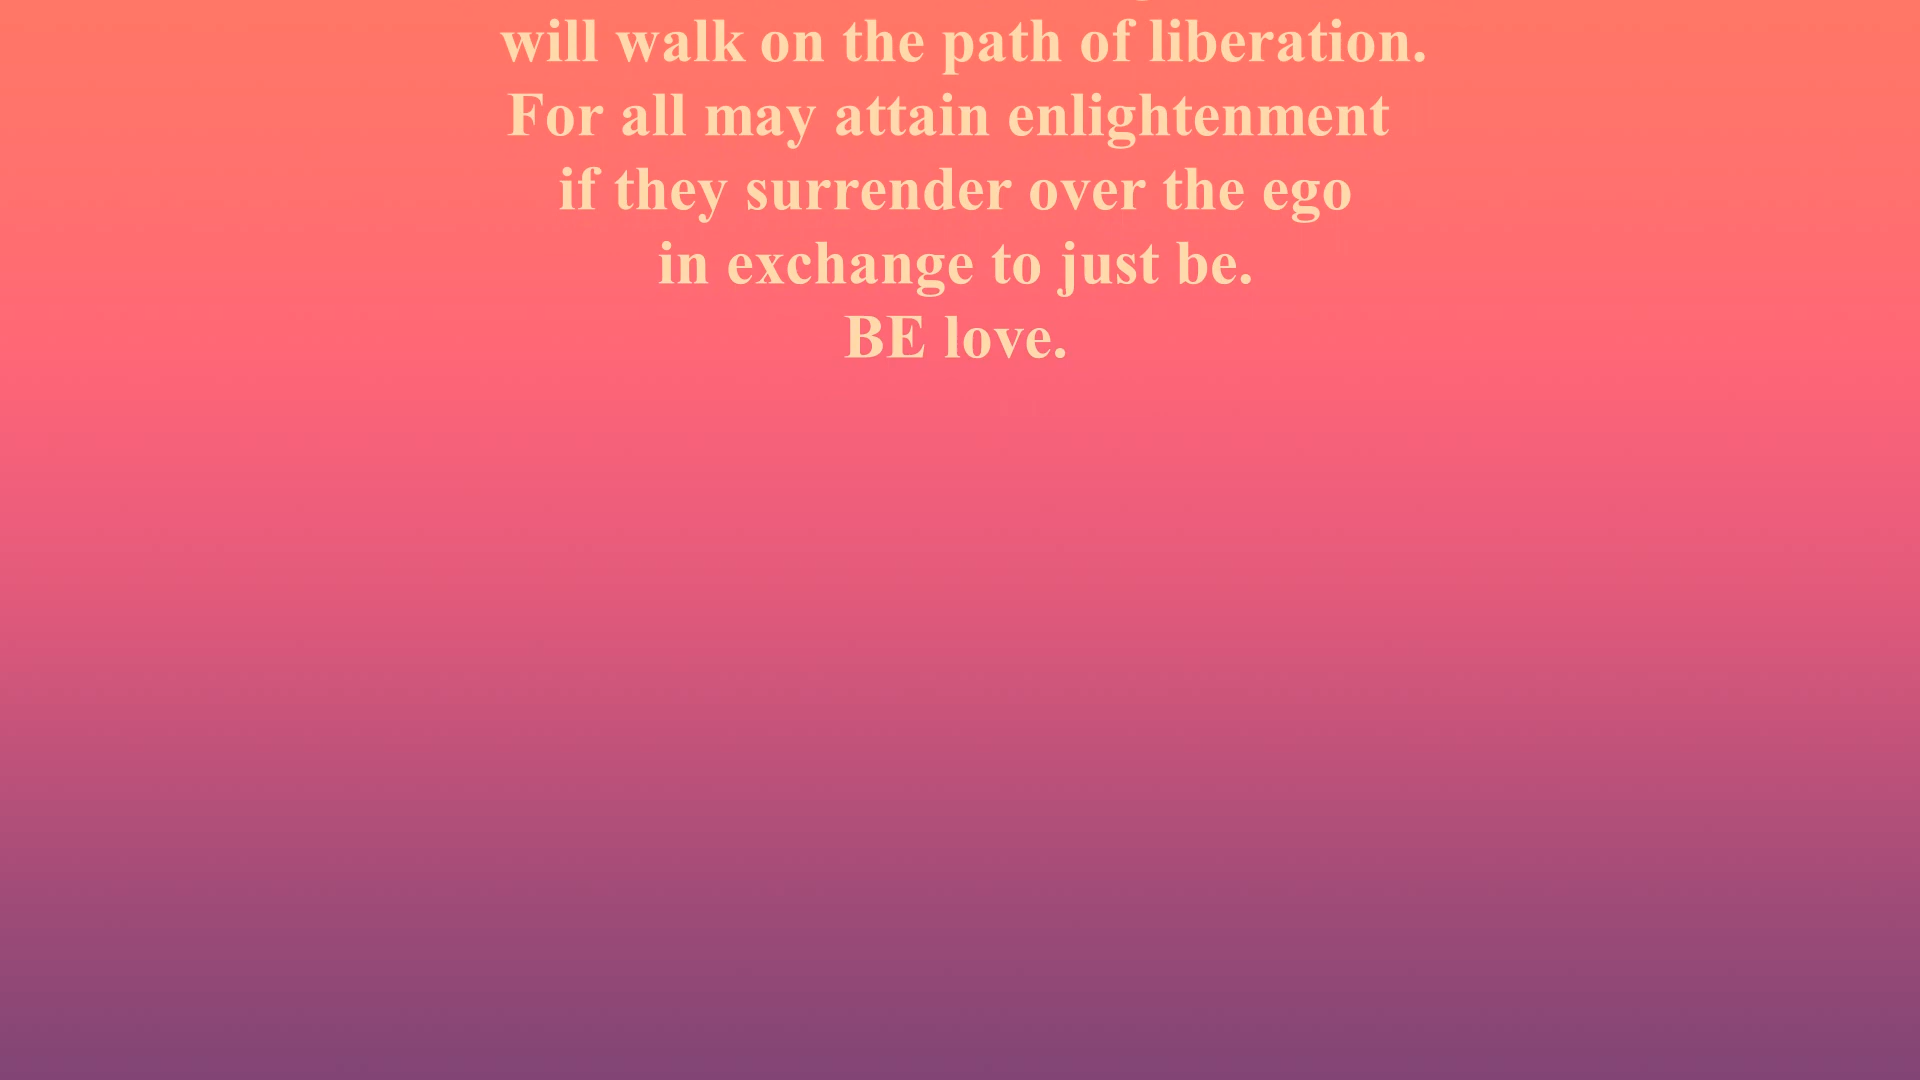 will walk on the path of liberation.
For all may attain enlightenment
if they surrender over the ego
in exchange to just be.
BE love.